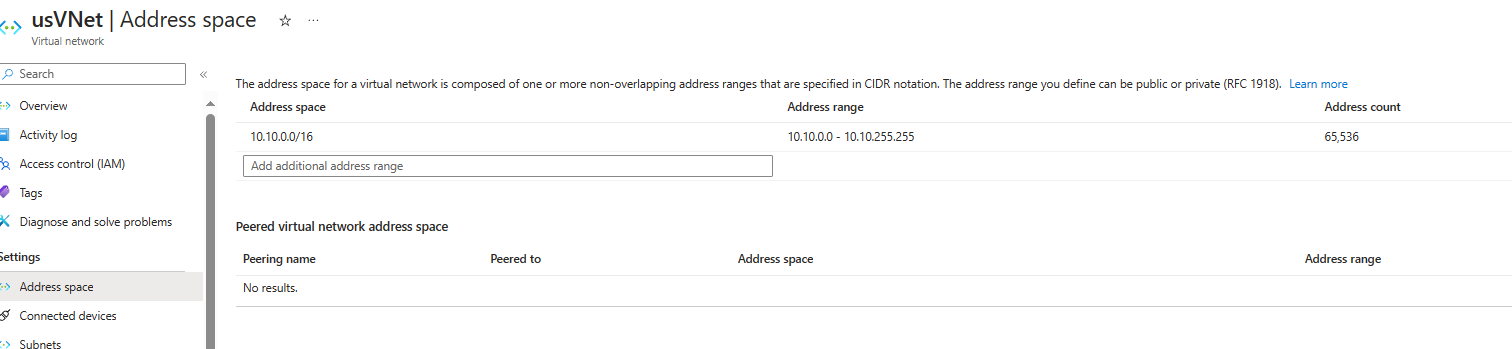 usVNet | Address space
Virtual network
Search
The address space for a virtual network is composed of one or more non-overlapping address ranges that are specified in CIDR notation. The address range you define can be public or private (RFC 1918). Learn more
Overview
Activity log
Access control (IAM)
Tags
Diagnose and solve problems
Settings
Address space
Connected devices
Subnets
Address space Address range Address count
10.10.0.0/16 10.10.0.0 - 10.10.255.255 65,536
Add additional address range
Peered virtual network address space
Peering name Peered to Address space Address range
No results.